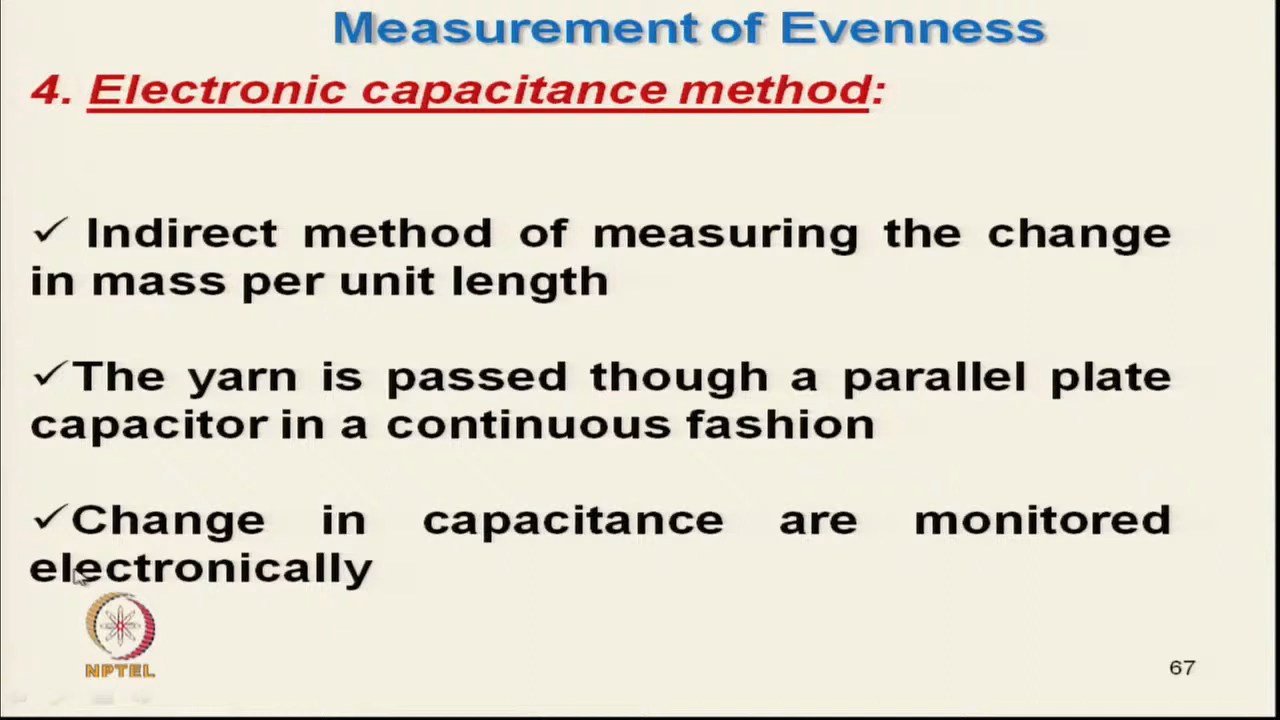 Measurement of Evenness
4. Electronic capacitance method:
✓ Indirect method of measuring the change
in mass per unit length
✓The yarn is passed though a parallel plate
capacitor in a continuous fashion
✓Change in capacitance are monitored
electronically
NPTEL
67